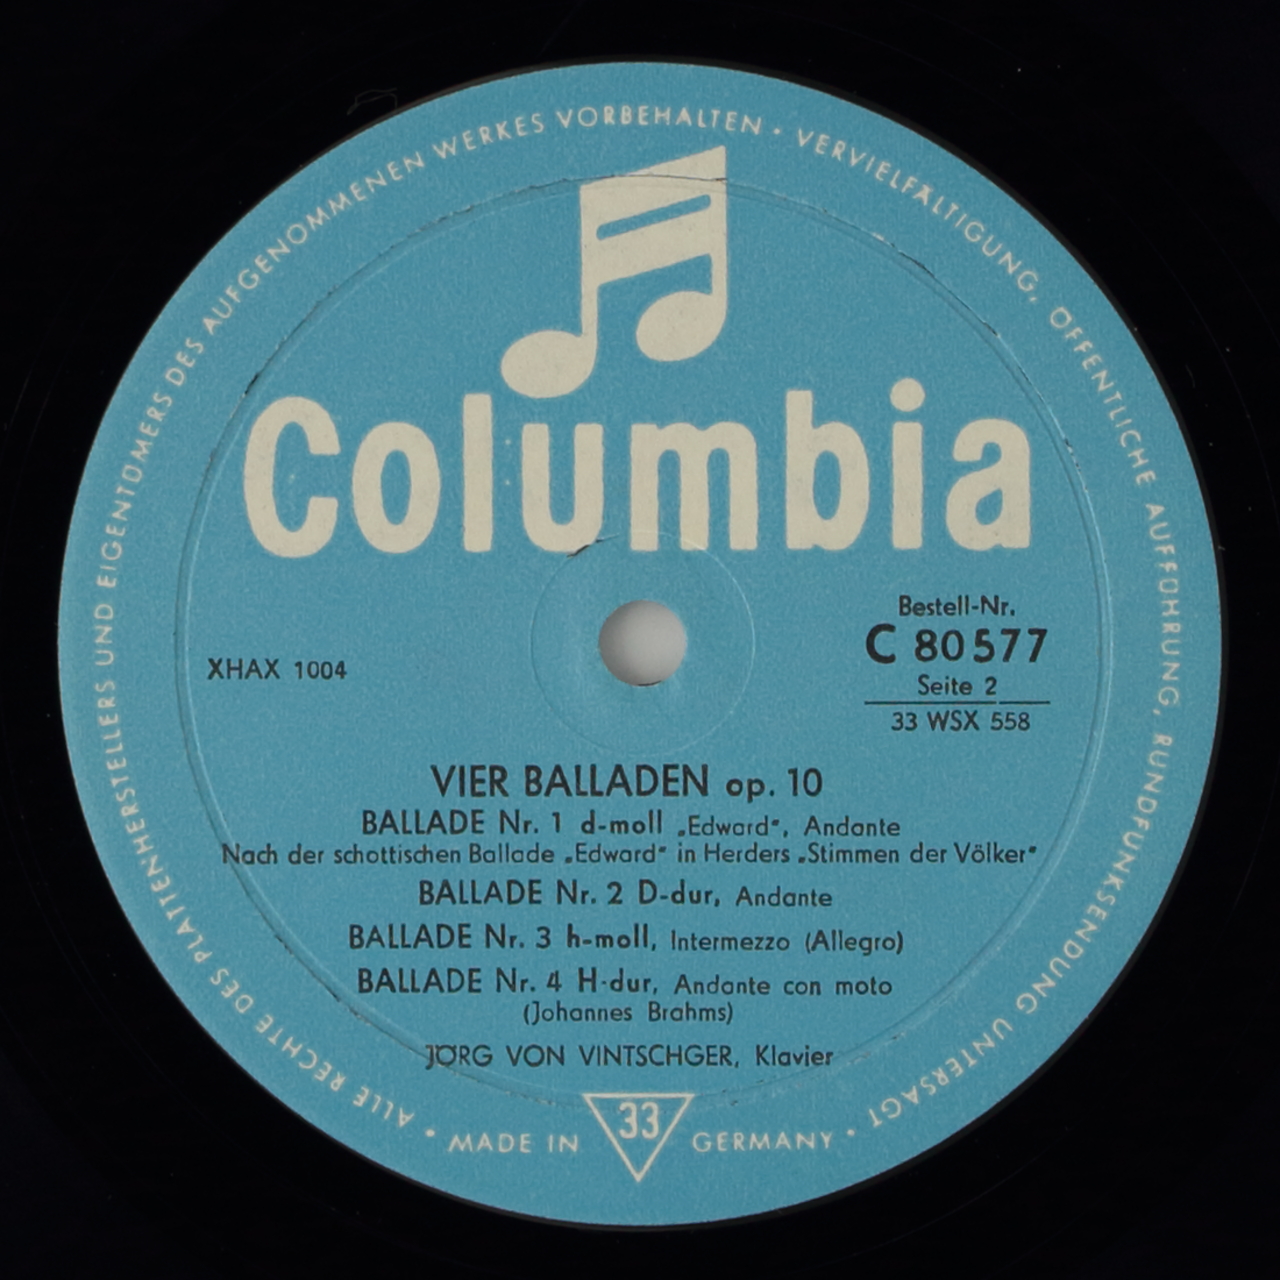 ALLE RECHTE DES PLATTENHERSTELLERS UND EIGENTÜMERS DES AUFGENOMMENEN WERKES VORBEHALTEN · VERVIELFÄLTIGUNG, ÖFFENTLICHE AUFFÜHRUNG, RUNDFUNKSENDUNG UNTERSAGT ·
Columbia
Bestell-Nr.
C 80577
XHAX 1004
Seite 2
33 WSX 558
VIER BALLADEN op. 10
BALLADE Nr. 1 d-moll „Edward“, Andante
Nach der schottischen Ballade „Edward“ in Herders „Stimmen der Völker“
BALLADE Nr. 2 D-dur, Andante
BALLADE Nr. 3 h-moll, Intermezzo (Allegro)
BALLADE Nr. 4 H-dur, Andante con moto
(Johannes Brahms)
JÖRG VON VINTSCHGER, Klavier
33
· MADE IN GERMANY ·